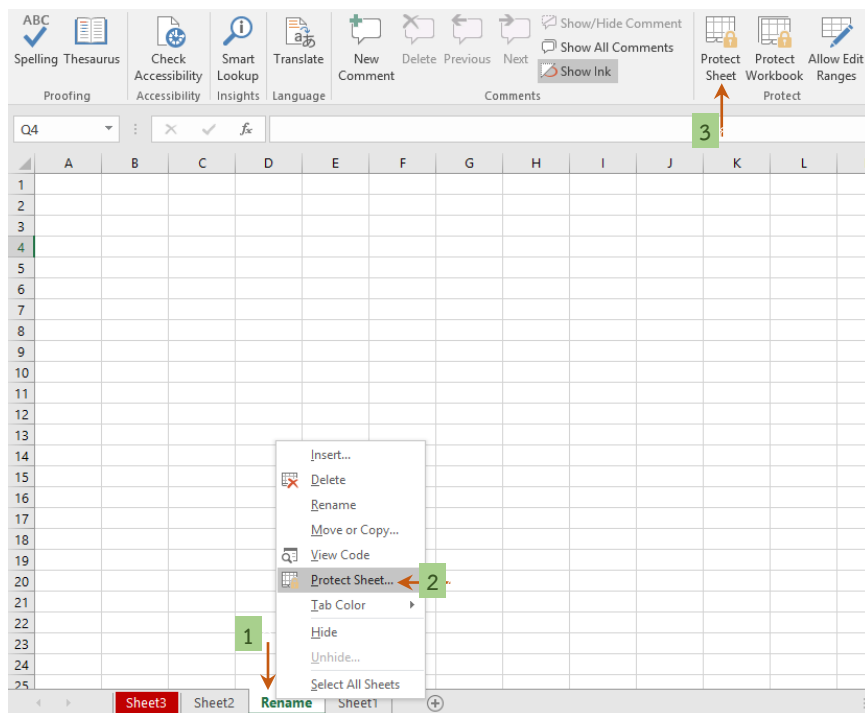 ABC
Spelling Thesaurus
Check Accessibility
Smart Lookup
Translate
New Comment
Delete Previous Next
Show/Hide Comment
Show All Comments
Show Ink
Protect Sheet
Protect Workbook
Allow Edit Ranges
Proofing Accessibility Insights Language Comments Protect
3
Q4 fx
A B C D E F G H I J K L
1
2
3
4
5
6
7
8
9
10
11
12
13
14
15
16
17
18
19
20
21
22
23
24
25
Insert...
Delete
Rename
Move or Copy...
View Code
Protect Sheet... 2
Tab Color
1
Hide
Unhide...
Select All Sheets
Sheet3 Sheet2 Rename Sheet1